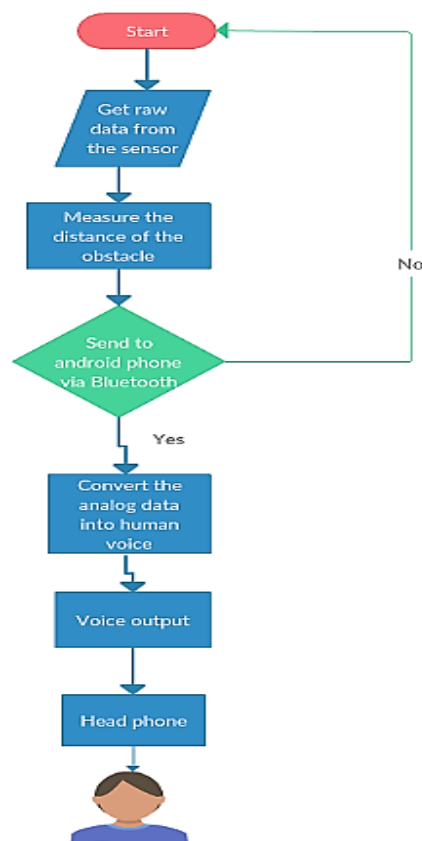 Start
Get raw
data from
the sensor
Measure the
distance of the
obstacle
No
Send to
android phone
via Bluetooth
Yes
Convert the
analog data
into human
voice
Voice output
Head phone